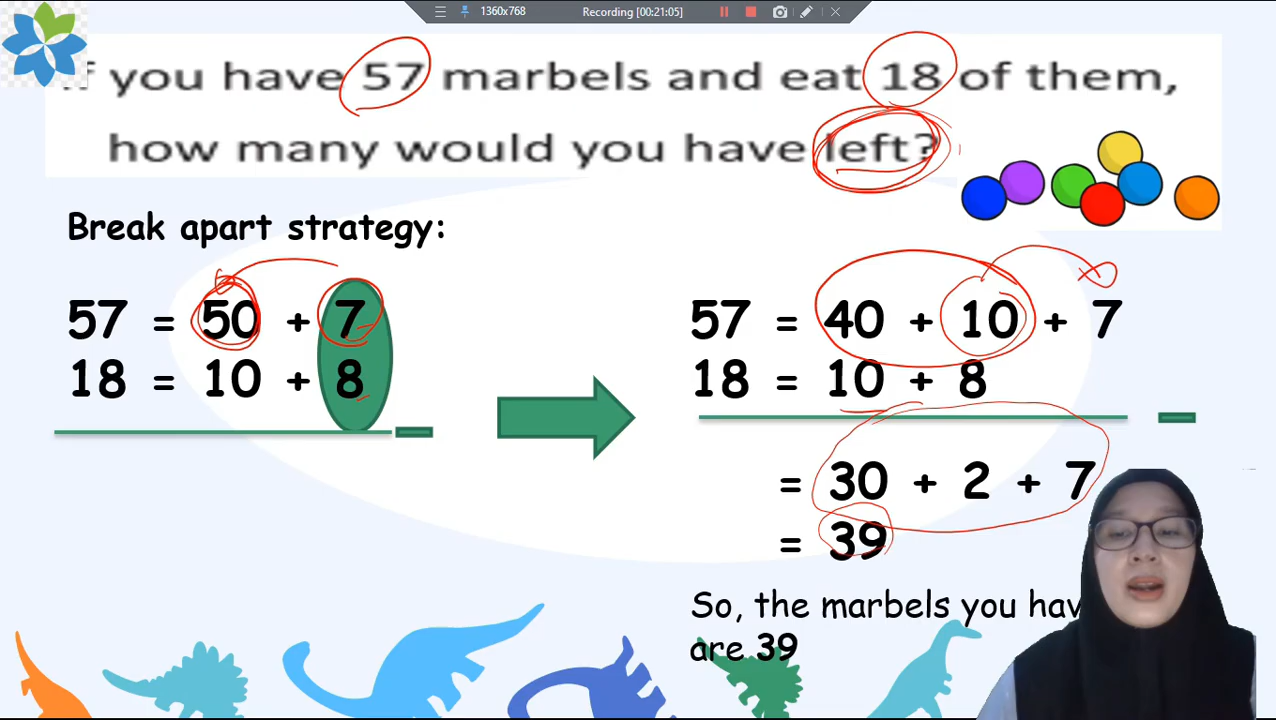 1360x768
Recording [00:21:05]
If you have 57 marbels and eat 18 of them,
how many would you have left?
Break apart strategy:
57 = 50 + 7
18 = 10 + 8
57 = 40 + 10 + 7
18 = 10 + 8
= 30 + 2 + 7
= 39
So, the marbels you hav
are 39